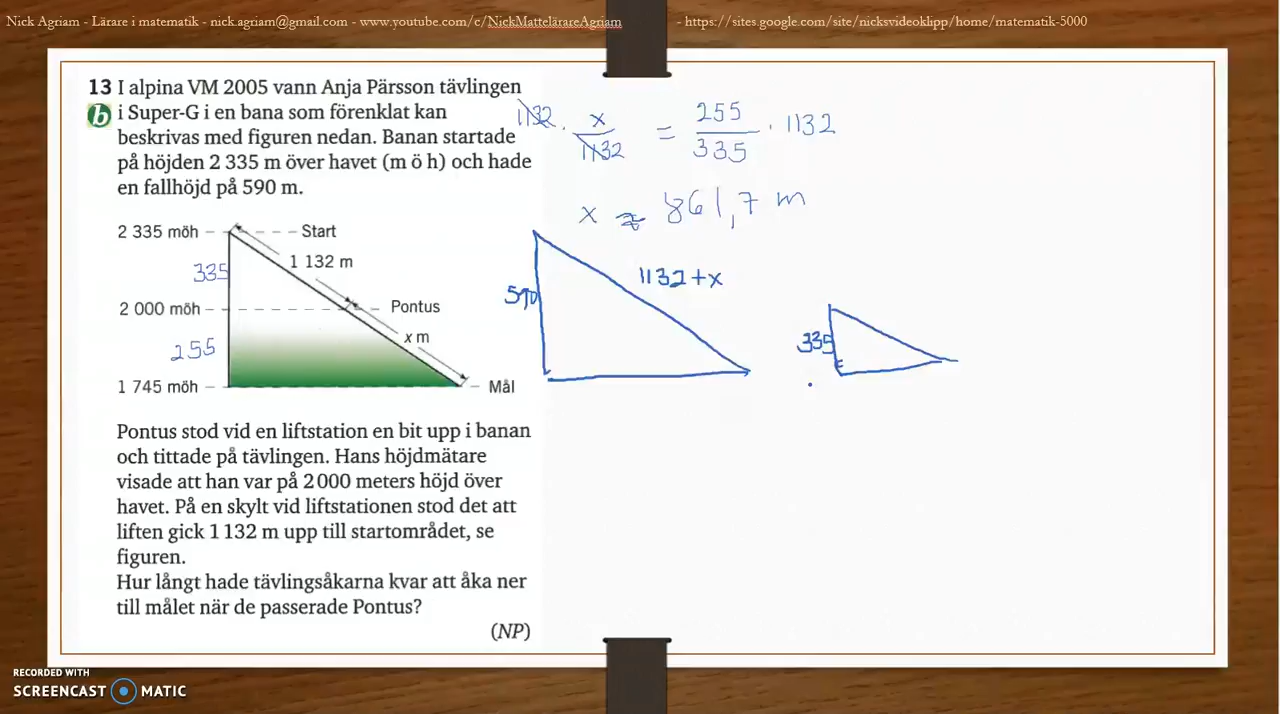 Nick Agriam - Lärare i matematik - nick.agriam@gmail.com - www.youtube.com/c/NickMattelärareAgriam - https://sites.google.com/site/nicksvideoklipp/home/matematik-5000
13 I alpina VM 2005 vann Anja Pärsson tävlingen
b i Super-G i en bana som förenklat kan
beskrivas med figuren nedan. Banan startade
på höjden 2 335 m över havet (m ö h) och hade
en fallhöjd på 590 m.
2 335 möh Start
335 1 132 m
2 000 möh Pontus
255 x m
1 745 möh Mål
Pontus stod vid en liftstation en bit upp i banan
och tittade på tävlingen. Hans höjdmätare
visade att han var på 2 000 meters höjd över
havet. På en skylt vid liftstationen stod det att
liften gick 1 132 m upp till startområdet, se
figuren.
Hur långt hade tävlingsåkarna kvar att åka ner
till målet när de passerade Pontus?
(NP)
1132 · x/1132 = 255/335 · 1132
x ≈ 861,7 m
590 1132+x
335
RECORDED WITH
SCREENCAST MATIC